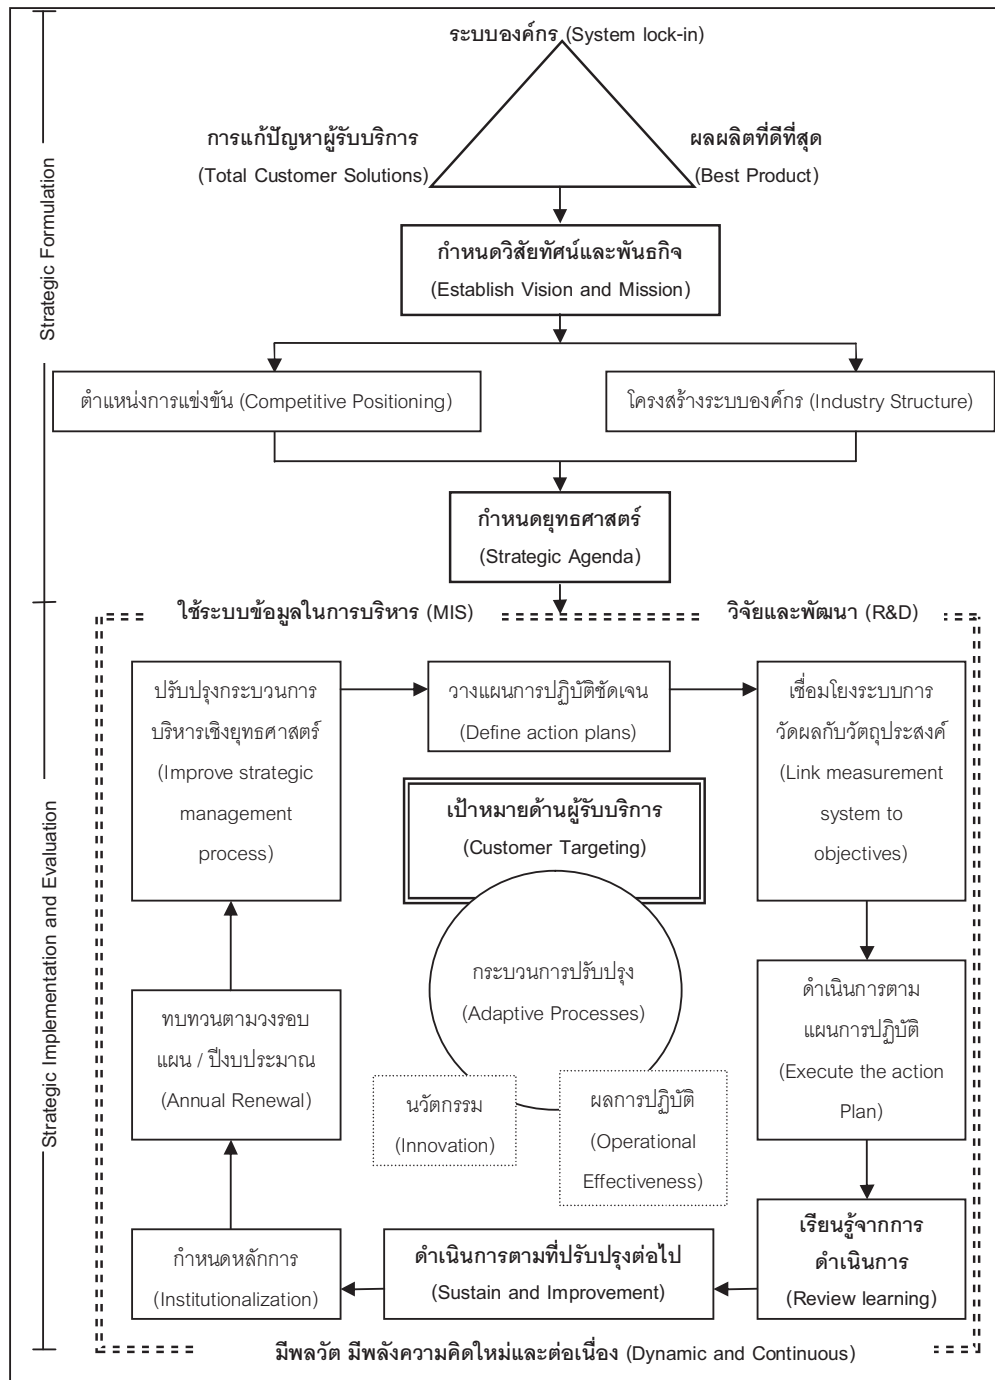 ระบบองค์กร (System lock-in)
การแก้ปัญหาผู้รับบริการ
(Total Customer Solutions)
ผลผลิตที่ดีที่สุด
(Best Product)
Strategic Formulation
กำหนดวิสัยทัศน์และพันธกิจ
(Establish Vision and Mission)
ตำแหน่งการแข่งขัน (Competitive Positioning)
โครงสร้างระบบองค์กร (Industry Structure)
กำหนดยุทธศาสตร์
(Strategic Agenda)
ใช้ระบบข้อมูลในการบริหาร (MIS)
วิจัยและพัฒนา (R&D)
Strategic Implementation and Evaluation
ปรับปรุงกระบวนการ
บริหารเชิงยุทธศาสตร์
(Improve strategic
management
process)
วางแผนการปฏิบัติชัดเจน
(Define action plans)
เชื่อมโยงระบบการ
วัดผลกับวัตถุประสงค์
(Link measurement
system to
objectives)
เป้าหมายด้านผู้รับบริการ
(Customer Targeting)
กระบวนการปรับปรุง
(Adaptive Processes)
นวัตกรรม
(Innovation)
ผลการปฏิบัติ
(Operational
Effectiveness)
ทบทวนตามวงรอบ
แผน / ปีงบประมาณ
(Annual Renewal)
ดำเนินการตาม
แผนการปฏิบัติ
(Execute the action
Plan)
กำหนดหลักการ
(Institutionalization)
ดำเนินการตามที่ปรับปรุงต่อไป
(Sustain and Improvement)
เรียนรู้จากการ
ดำเนินการ
(Review learning)
มีพลวัต มีพลังความคิดใหม่และต่อเนื่อง (Dynamic and Continuous)